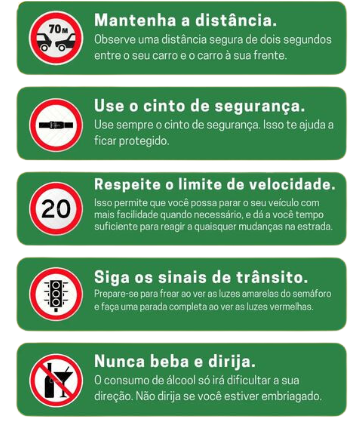 70 M
Mantenha a distância.
Observe uma distância segura de dois segundos
entre o seu carro e o carro à sua frente.
Use o cinto de segurança.
Use sempre o cinto de segurança. Isso te ajuda a
ficar protegido.
20
Respeite o limite de velocidade.
Isso permite que você possa parar o seu veículo com
mais facilidade quando necessário, e dá a você tempo
suficiente para reagir a quaisquer mudanças na estrada.
Siga os sinais de trânsito.
Prepare-se para frear ao ver as luzes amarelas do semáforo
e faça uma parada completa ao ver as luzes vermelhas.
Nunca beba e dirija.
O consumo de álcool só irá dificultar a sua
direção. Não dirija se você estiver embriagado.